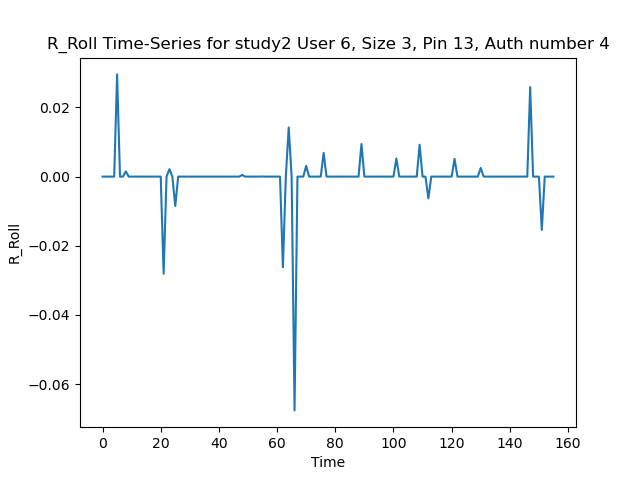 R_Roll Time-Series for study2 User 6, Size 3, Pin 13, Auth number 4
0.02
0.00
−0.02
−0.04
−0.06
R_Roll
0 20 40 60 80 100 120 140 160
Time